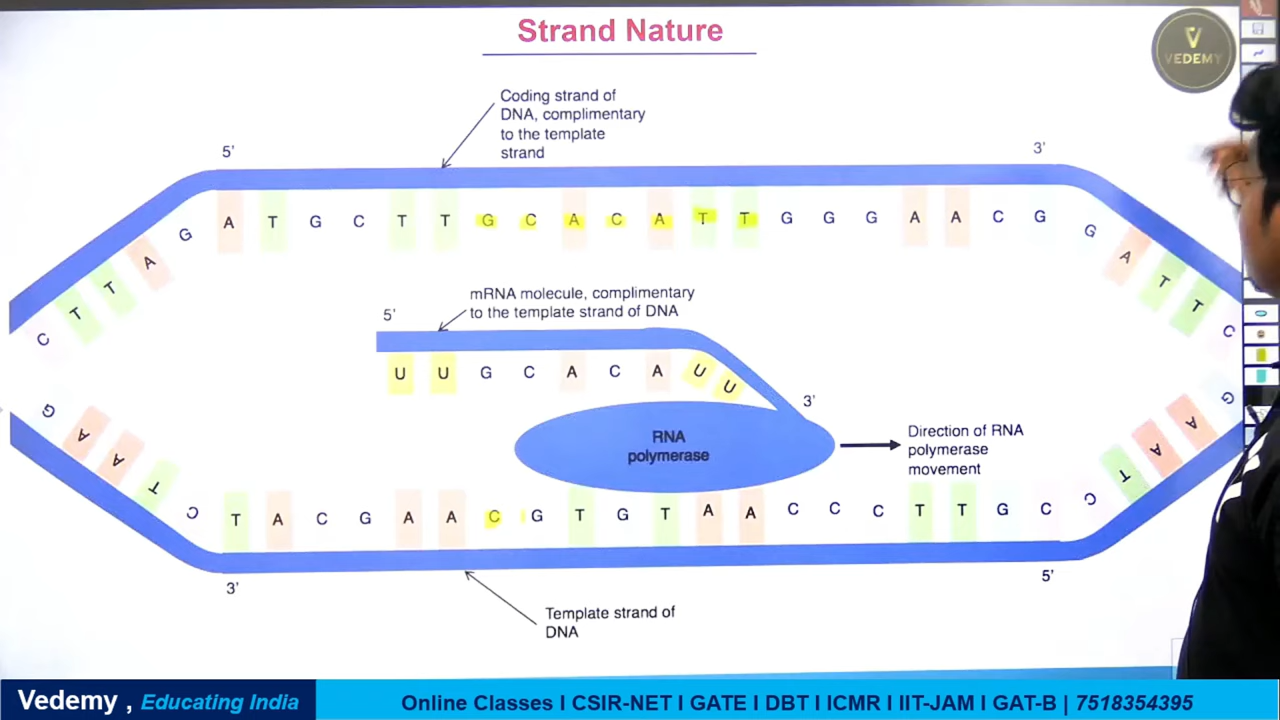 Strand Nature
VEDEMY
Coding strand of
DNA, complimentary
to the template
strand
5'
3'
C T T A G A T G C T T G C A C A T T G G G A A C G G A T T C
mRNA molecule, complimentary
to the template strand of DNA
5'
U U G C A C A U U
3'
RNA
polymerase
Direction of RNA
polymerase
movement
G A A T C T A C G A A C G T G T A A C C C T T G C C T A A G
3'
5'
Template strand of
DNA
Vedemy , Educating India
Online Classes I CSIR-NET I GATE I DBT I ICMR I IIT-JAM I GAT-B | 7518354395